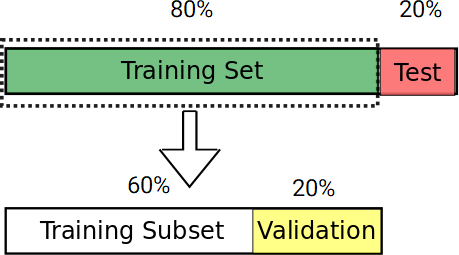 80% 20%
Training Set Test
60% 20%
Training Subset Validation